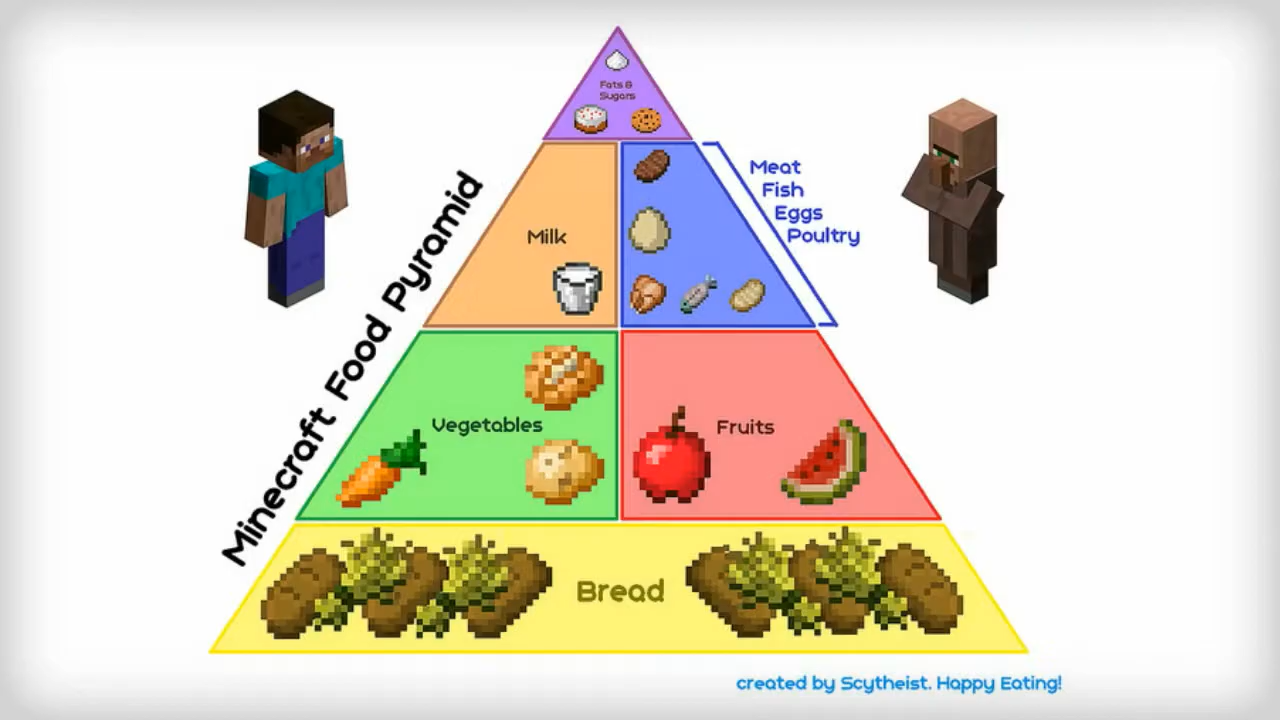 Minecraft Food Pyramid
Fats &
Sugars
Milk
Meat
Fish
Eggs
Poultry
Vegetables
Fruits
Bread
created by Scytheist. Happy Eating!